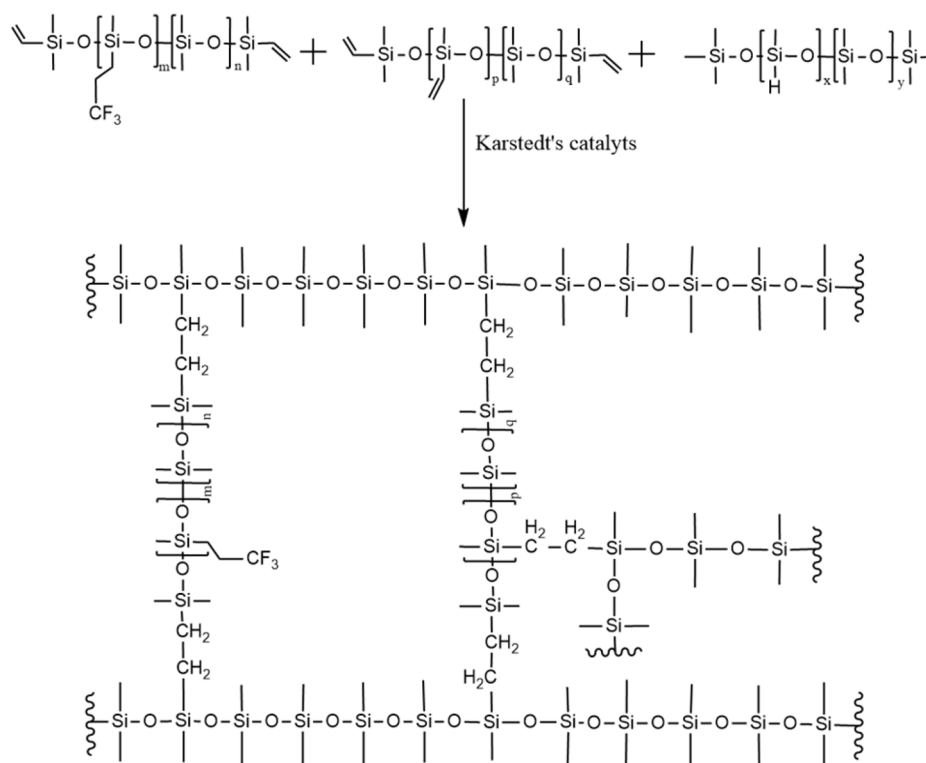 Si-O-Si-O-Si-O-Si + Si-O-Si-O-Si-O-Si + Si-O-Si-O-Si-O-Si
m n p q x y
H
CF3
Karstedt's catalyts
Si-O-Si-O-Si-O-Si-O-Si-O-Si-O-Si-O-Si-O-Si-O-Si-O-Si-O-Si
CH2 CH2
CH2 CH2
Si Si
n q
O O
Si Si
m p
O O
Si CF3 Si-C-C-Si-O-Si-O-Si
H2 H2
O O O
Si Si Si
CH2 CH2
CH2 H2C
Si-O-Si-O-Si-O-Si-O-Si-O-Si-O-Si-O-Si-O-Si-O-Si-O-Si-O-Si